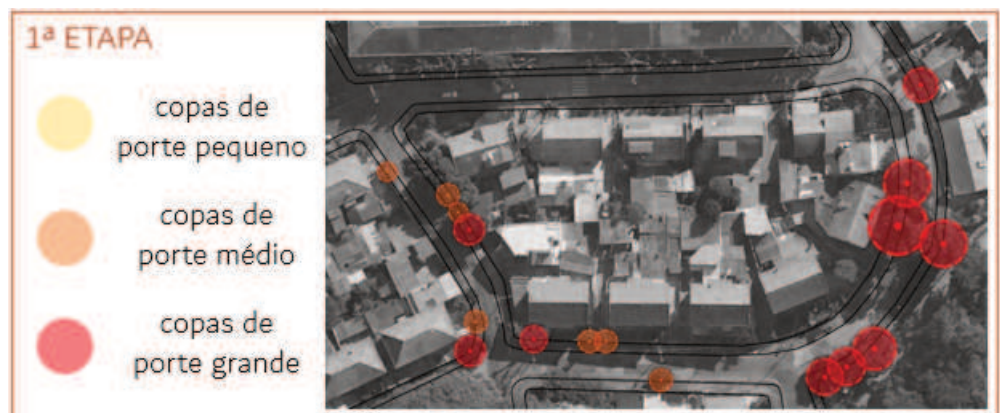 1ª ETAPA
copas de
porte pequeno
copas de
porte médio
copas de
porte grande